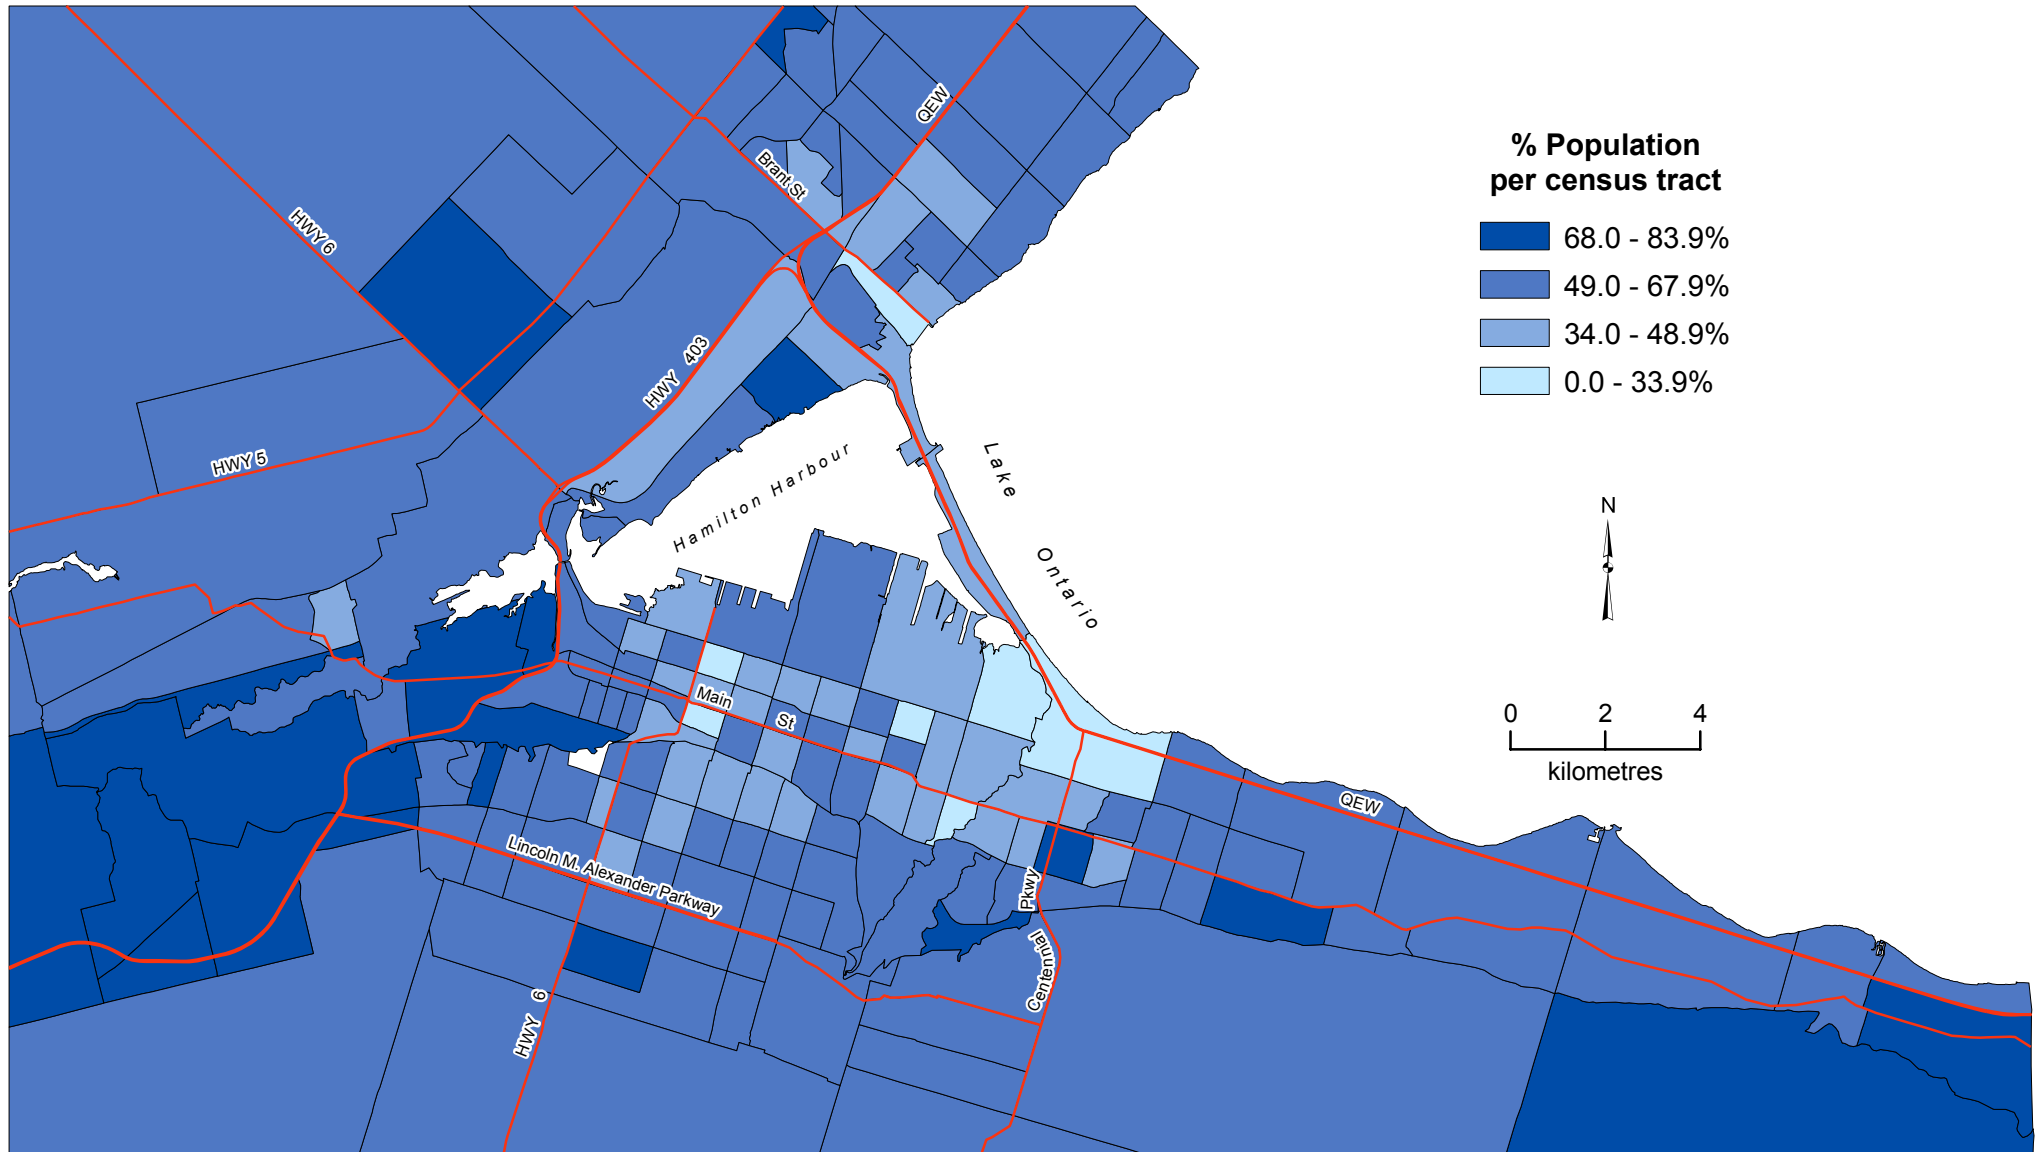 % Population
per census tract
68.0 - 83.9%
49.0 - 67.9%
34.0 - 48.9%
0.0 - 33.9%
QEW
Brant St
HWY 6
HWY 403
HWY 5
Hamilton Harbour
Lake
Ontario
N
0 2 4
kilometres
Main St
QEW
Lincoln M. Alexander Parkway
Centennial Pkwy
HWY 6